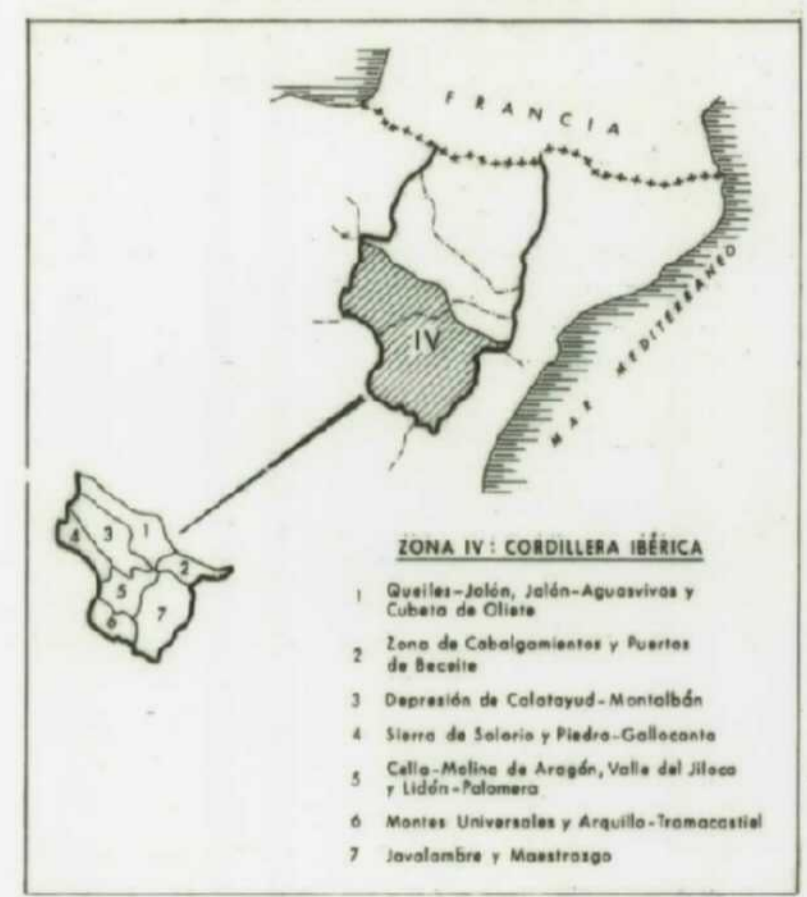 FRANCIA
MAR MEDITERRANEO
IV
1
3
4
2
5
6
7
ZONA IV : CORDILLERA IBÉRICA
1 Queiles-Jalón, Jalón-Aguasvivas y
Cubeta de Oliete
2 Zona de Cabalgamientos y Puertos
de Beceite
3 Depresión de Calatayud-Montalbán
4 Sierra de Solorio y Piedra-Gallocanta
5 Cella-Molina de Aragón, Valle del Jiloca
y Lidón-Palomera
6 Montes Universales y Arquillo-Tramacastiel
7 Javalambre y Maestrazgo